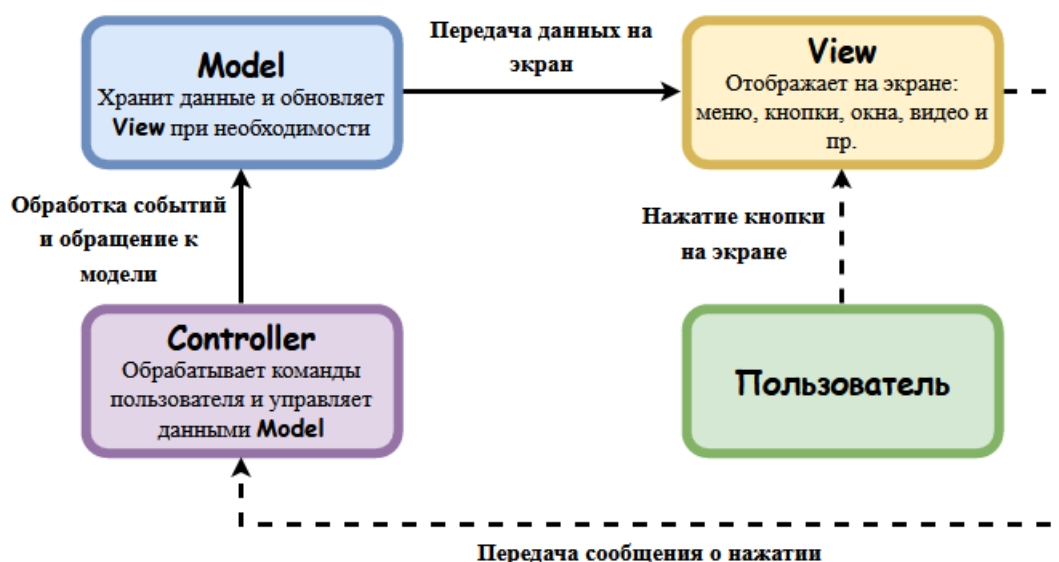 Model
Хранит данные и обновляет
View при необходимости
Передача данных на
экран
View
Отображает на экране:
меню, кнопки, окна, видео и
пр.
Обработка событий
и обращение к
модели
Нажатие кнопки
на экране
Controller
Обрабатывает команды
пользователя и управляет
данными Model
Пользователь
Передача сообщения о нажатии